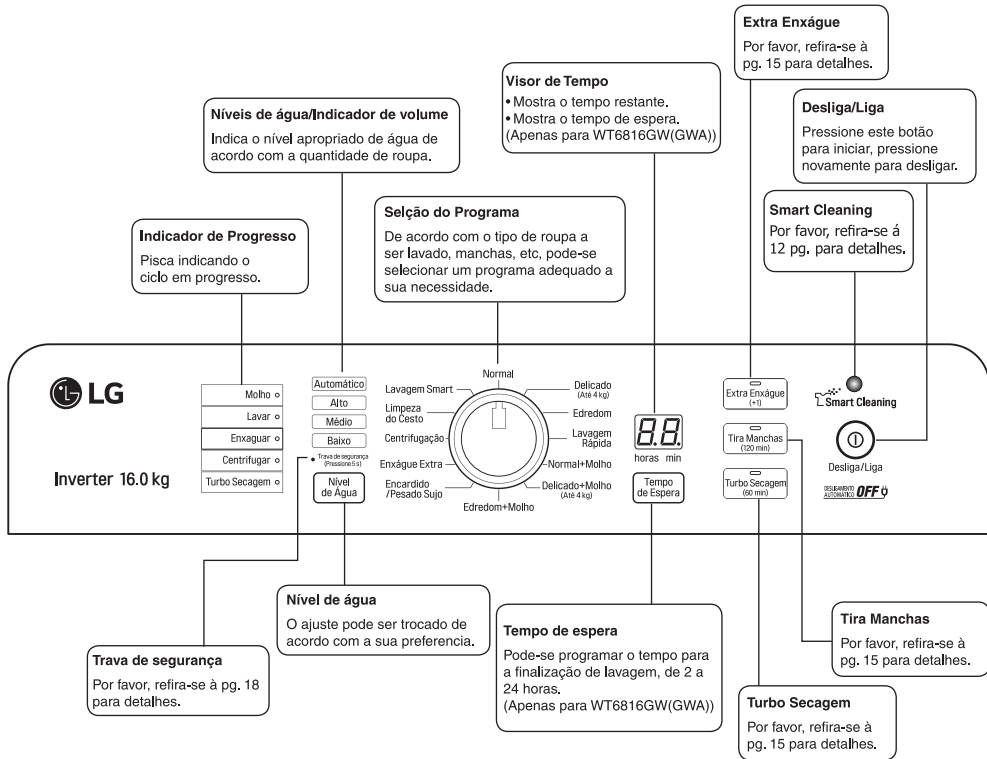 Extra Enxágue
Por favor, refira-se à
pg. 15 para detalhes.
Visor de Tempo
• Mostra o tempo restante.
• Mostra o tempo de espera.
(Apenas para WT6816GW(GWA))
Desliga/Liga
Pressione este botão
para iniciar, pressione
novamente para desligar.
Níveis de água/Indicador de volume
Indica o nível apropriado de água de
acordo com a quantidade de roupa.
Selção do Programa
De acordo com o tipo de roupa a
ser lavado, manchas, etc, pode-se
selecionar um programa adequado a
sua necessidade.
Smart Cleaning
Por favor, refira-se á
12 pg. para detalhes.
Indicador de Progresso
Pisca indicando o
ciclo em progresso.
LG
Inverter 16.0 kg
Molho
Lavar
Enxaguar
Centrifugar
Turbo Secagem
Automático
Alto
Médio
Baixo
• Trava de segurança
(Pressione 5 s)
Nível
de Água
Normal
Lavagem Smart
Limpeza
do Cesto
Centrifugação
Enxágue Extra
Encardido
/Pesado Sujo
Edredom+Molho
Delicado
(Até 4 kg)
Edredom
Lavagem
Rápida
Normal+Molho
Delicado+Molho
(Até 4 kg)
8.8.
horas min
Tempo
de Espera
Extra Enxágue
(+1)
Tira Manchas
(120 min)
Turbo Secagem
(60 min)
Smart Cleaning
Desliga/Liga
DESLIGAMENTO
AUTOMÁTICO OFF
Nível de água
O ajuste pode ser trocado de
acordo com a sua preferencia.
Trava de segurança
Por favor, refira-se à pg. 18
para detalhes.
Tempo de espera
Pode-se programar o tempo para
a finalização de lavagem, de 2 a
24 horas.
(Apenas para WT6816GW(GWA))
Tira Manchas
Por favor, refira-se à
pg. 15 para detalhes.
Turbo Secagem
Por favor, refira-se à
pg. 15 para detalhes.